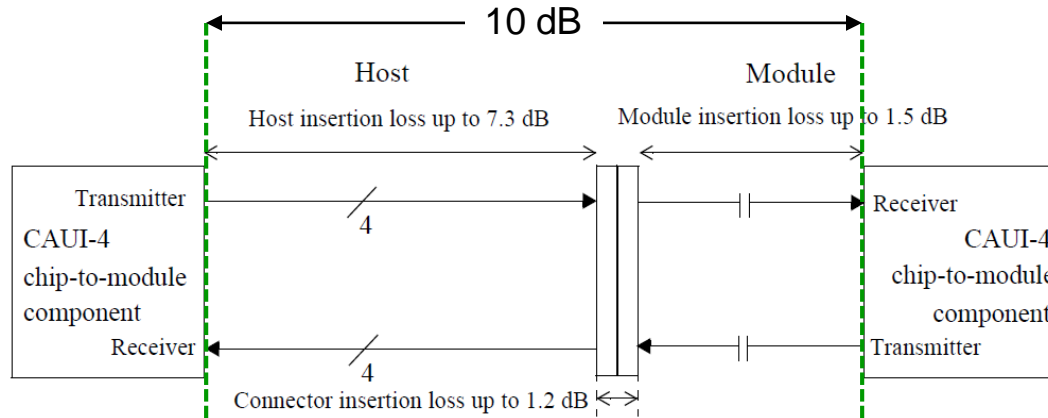 10 dB
Host
Module
Host insertion loss up to 7.3 dB
Module insertion loss up to 1.5 dB
Transmitter
4
Receiver
CAUI-4
chip-to-module
component
CAUI-4
chip-to-module
component
Receiver
4
Transmitter
Connector insertion loss up to 1.2 dB